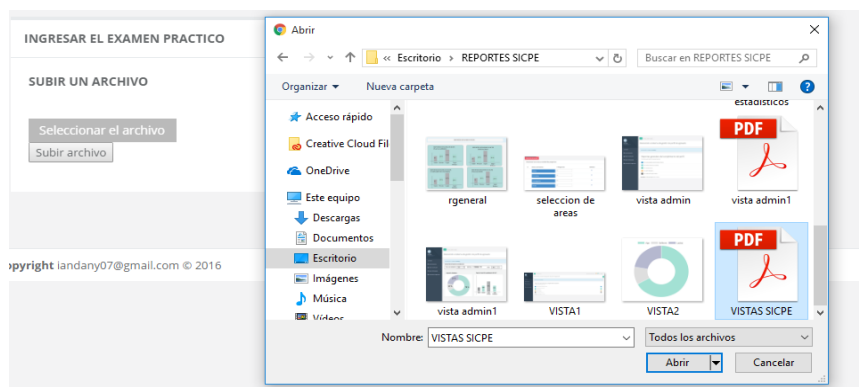 INGRESAR EL EXAMEN PRACTICO
SUBIR UN ARCHIVO
Seleccionar el archivo
Subir archivo
opyright iandany07@gmail.com © 2016
Abrir
« Escritorio > REPORTES SICPE
Buscar en REPORTES SICPE
Organizar
Nueva carpeta
Acceso rápido
Creative Cloud Fil
OneDrive
Este equipo
Descargas
Documentos
Escritorio
Imágenes
Música
Vídeos
estadisticos
PDF
rgeneral
seleccion de
areas
vista admin
vista admin1
PDF
vista admin1
VISTA1
VISTA2
VISTAS SICPE
Nombre: VISTAS SICPE
Todos los archivos
Abrir
Cancelar